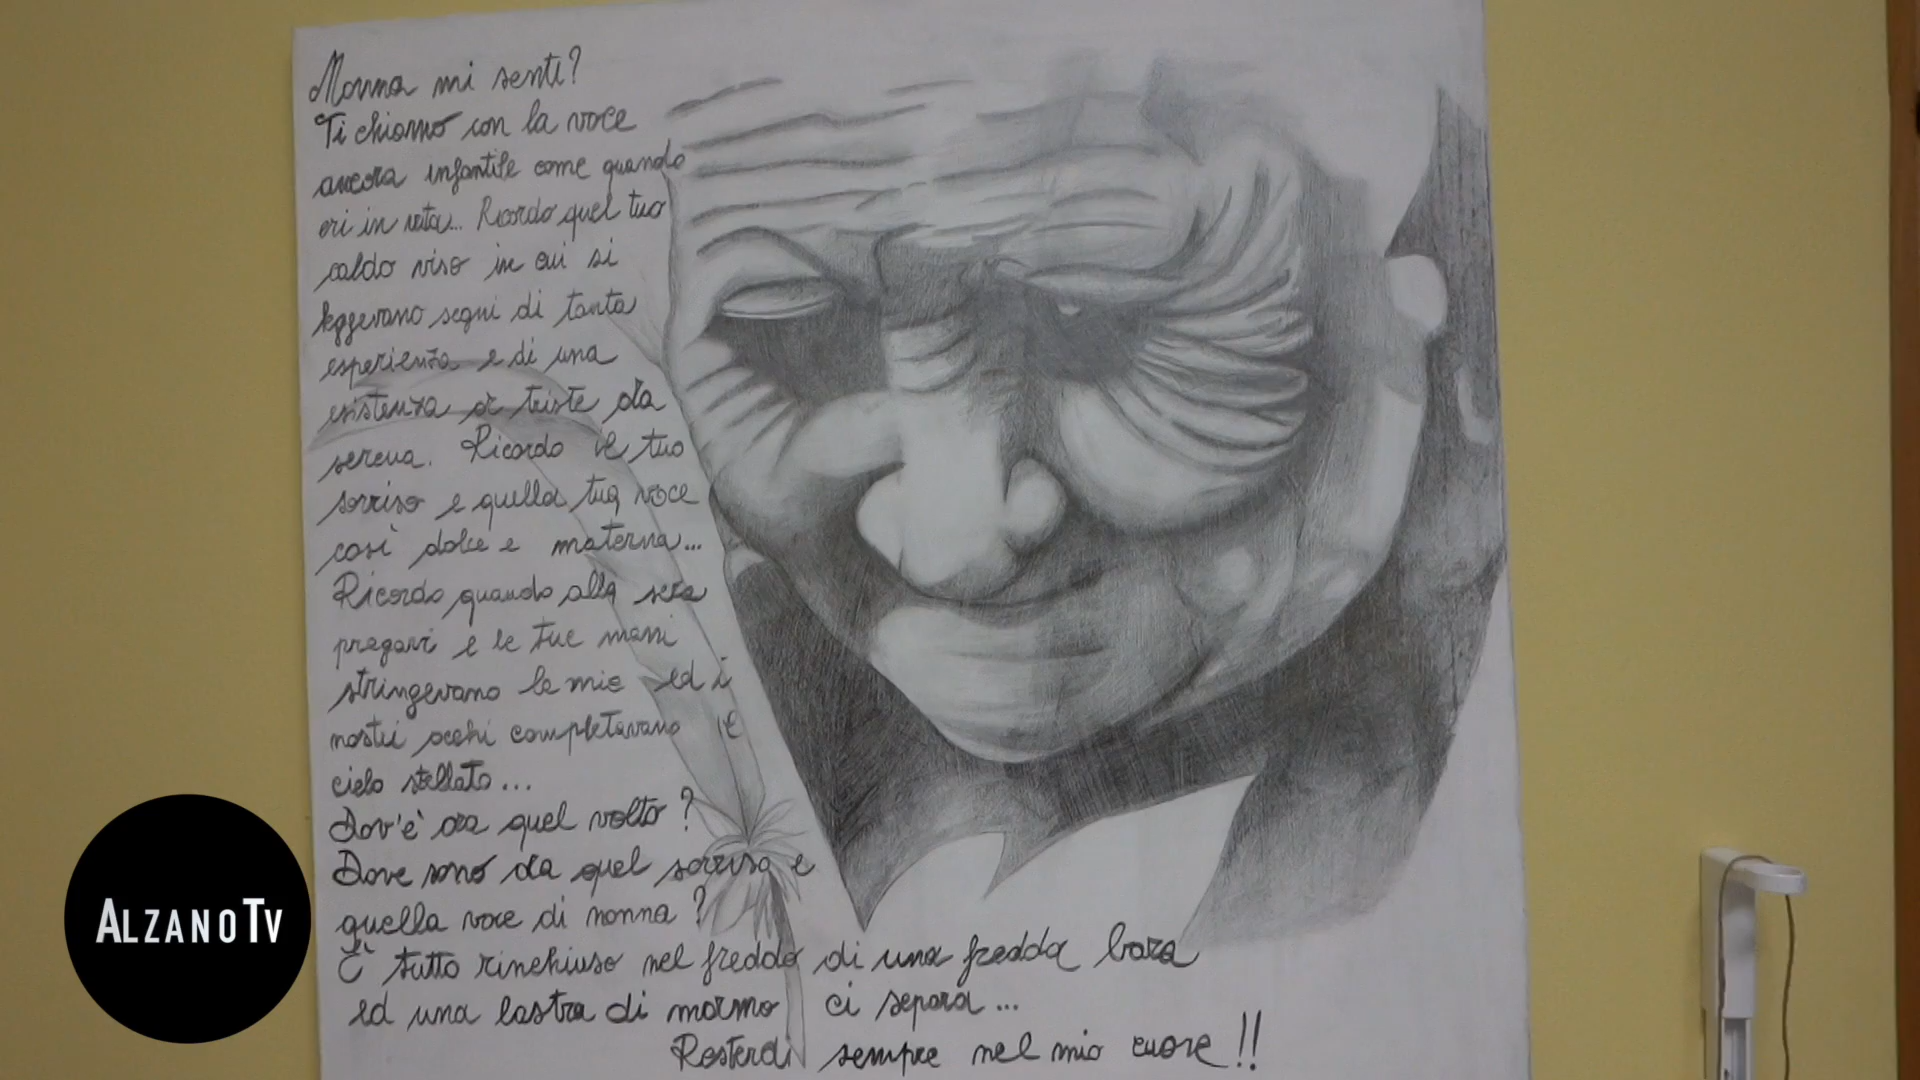 Nonna mi senti?
Ti chiamo con la voce
ancora infantile come quando
eri in vita... Ricordo quel tuo
caldo viso in cui si
leggevano segni di tanta
esperienza e di una
esistenza or triste ora
serena. Ricordo il tuo
sorriso e quella tua voce
così dolce e materna...
Ricordo quando alla sera
pregavi e le tue mani
stringevano le mie ed i
nostri occhi completavano il
cielo stellato...
Dov'è ora quel volto?
Dove sono ora quel sorriso e
quella voce di nonna?
È tutto rinchiuso nel freddo di una fredda bara
ed una lastra di marmo ci separa...
Resterai sempre nel mio cuore!!
ALZANOTV